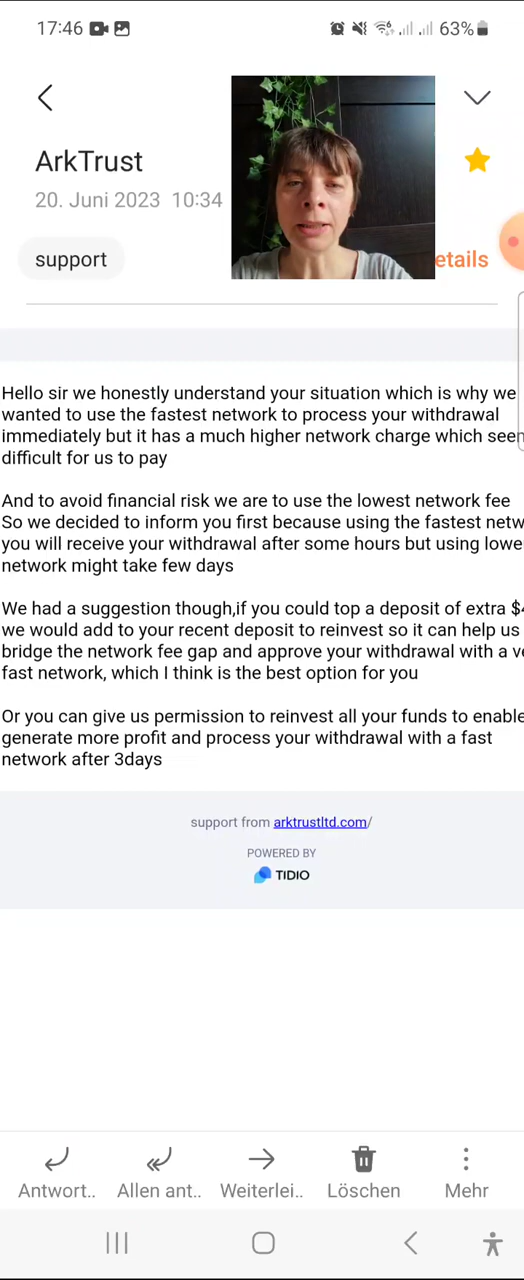 17:46 63%
ArkTrust
20. Juni 2023 10:34
support
etails
Hello sir we honestly understand your situation which is why we
wanted to use the fastest network to process your withdrawal
immediately but it has a much higher network charge which seen
difficult for us to pay
And to avoid financial risk we are to use the lowest network fee
So we decided to inform you first because using the fastest netw
you will receive your withdrawal after some hours but using lowe
network might take few days
We had a suggestion though,if you could top a deposit of extra $4
we would add to your recent deposit to reinvest so it can help us
bridge the network fee gap and approve your withdrawal with a ve
fast network, which I think is the best option for you
Or you can give us permission to reinvest all your funds to enable
generate more profit and process your withdrawal with a fast
network after 3days
support from arktrustltd.com/
POWERED BY
TIDIO
Antwort.. Allen ant.. Weiterlei.. Löschen Mehr